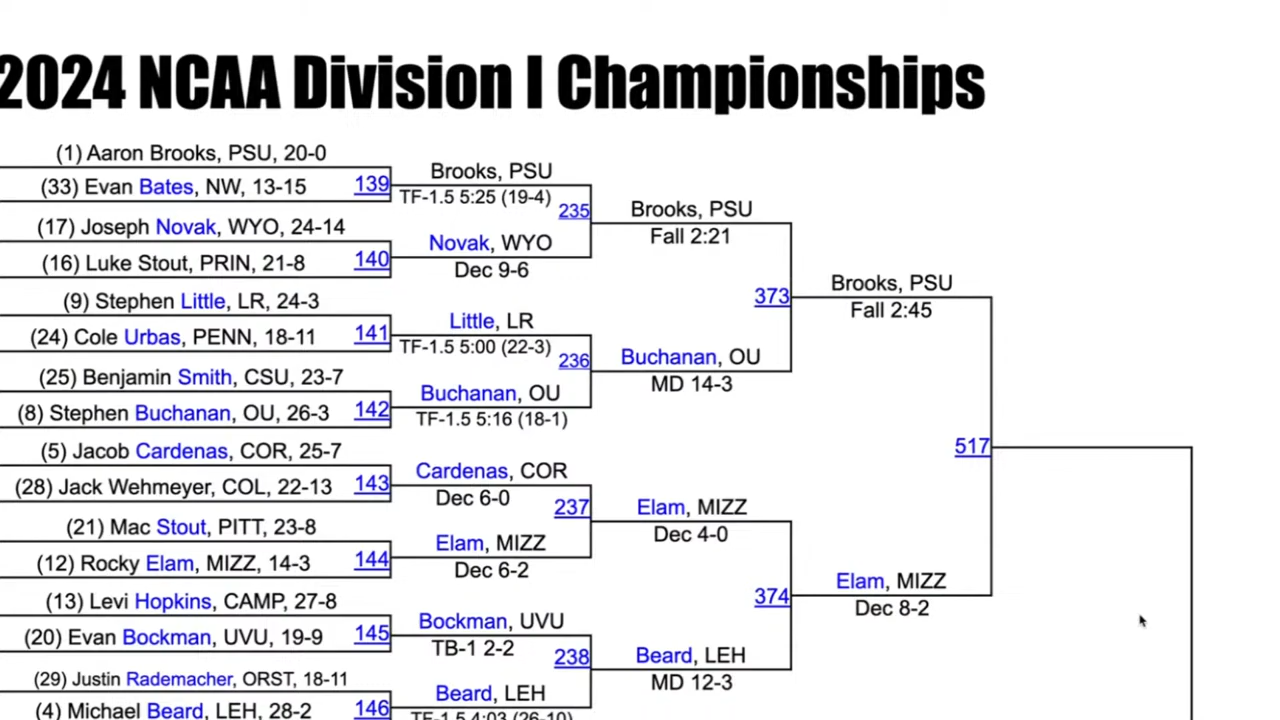 2024 NCAA Division I Championships
(1) Aaron Brooks, PSU, 20-0
Brooks, PSU
(33) Evan Bates, NW, 13-15
139
TF-1.5 5:25 (19-4)
235
Brooks, PSU
(17) Joseph Novak, WYO, 24-14
Fall 2:21
Novak, WYO
(16) Luke Stout, PRIN, 21-8
140
Dec 9-6
Brooks, PSU
(9) Stephen Little, LR, 24-3
373
Fall 2:45
Little, LR
(24) Cole Urbas, PENN, 18-11
141
TF-1.5 5:00 (22-3)
236
Buchanan, OU
(25) Benjamin Smith, CSU, 23-7
MD 14-3
Buchanan, OU
(8) Stephen Buchanan, OU, 26-3
142
TF-1.5 5:16 (18-1)
(5) Jacob Cardenas, COR, 25-7
517
Cardenas, COR
(28) Jack Wehmeyer, COL, 22-13
143
Dec 6-0
237
Elam, MIZZ
(21) Mac Stout, PITT, 23-8
Dec 4-0
Elam, MIZZ
(12) Rocky Elam, MIZZ, 14-3
144
Dec 6-2
Elam, MIZZ
(13) Levi Hopkins, CAMP, 27-8
374
Dec 8-2
Bockman, UVU
(20) Evan Bockman, UVU, 19-9
145
TB-1 2-2
238
Beard, LEH
(29) Justin Rademacher, ORST, 18-11
MD 12-3
Beard, LEH
(4) Michael Beard, LEH, 28-2
146
TF-1.5 4:03 (26-10)